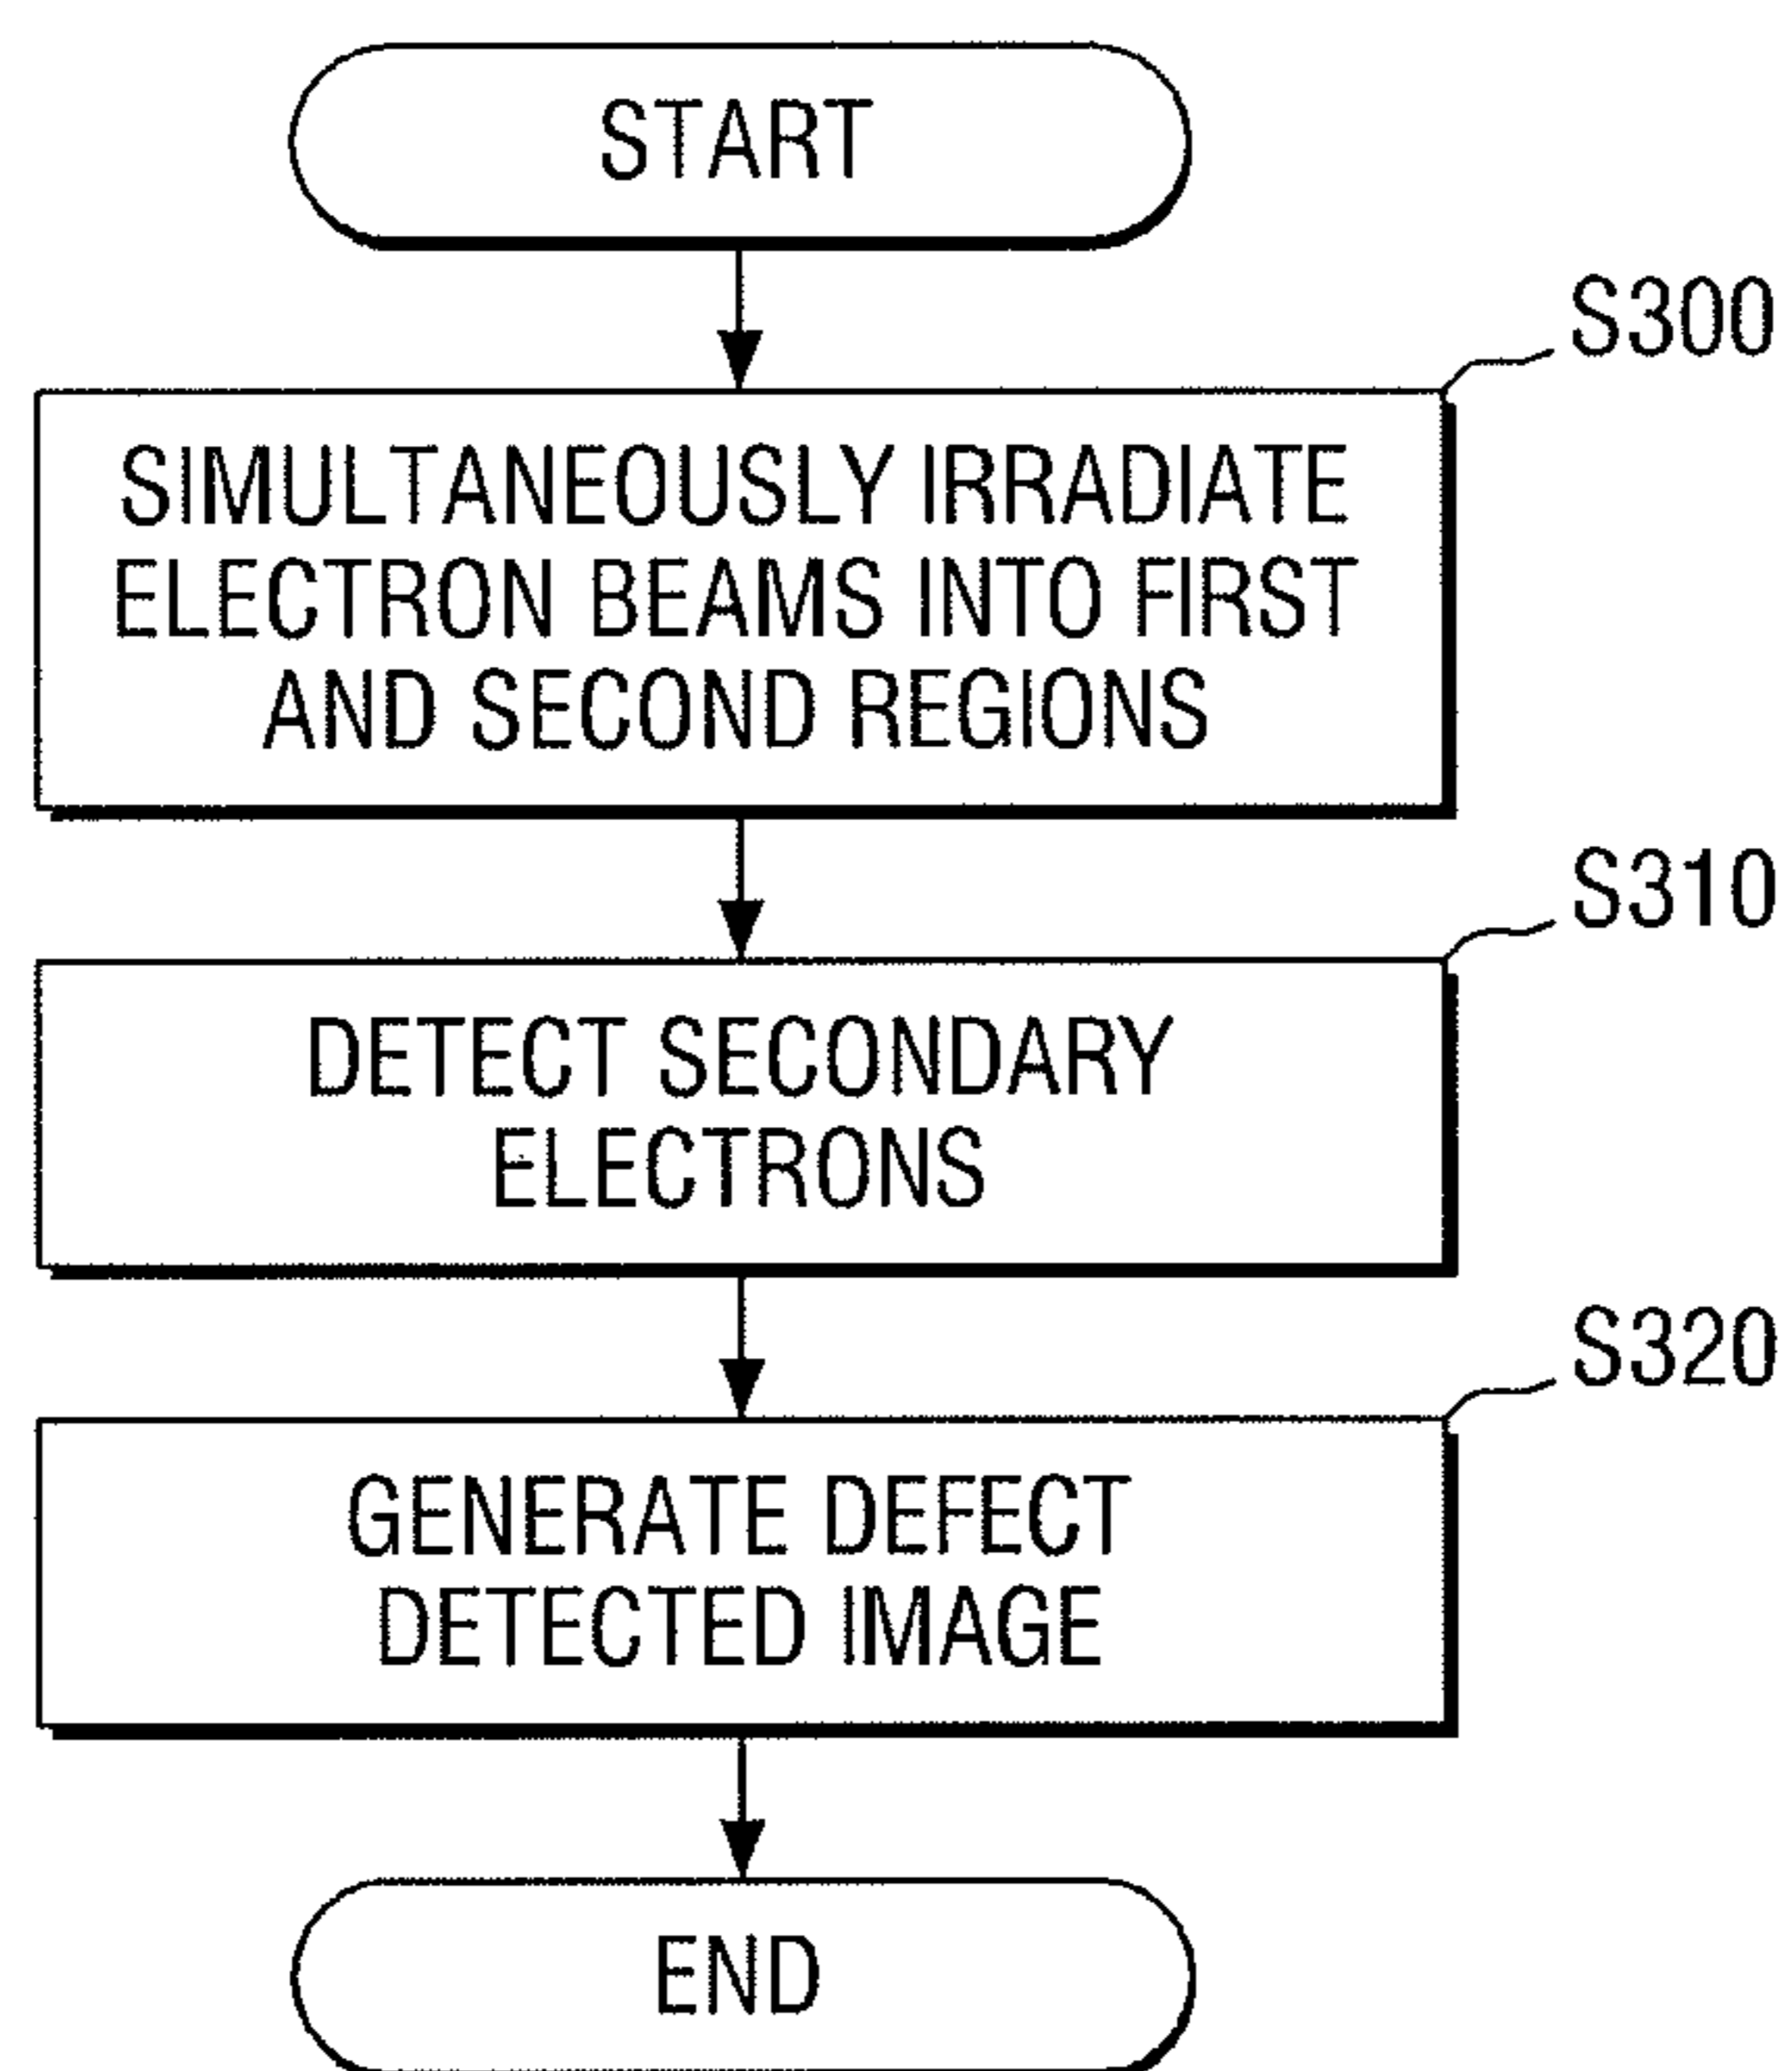 START
S300
SIMULTANEOUSLY IRRADIATE
ELECTRON BEAMS INTO FIRST
AND SECOND REGIONS
S310
DETECT SECONDARY
ELECTRONS
S320
GENERATE DEFECT
DETECTED IMAGE
END